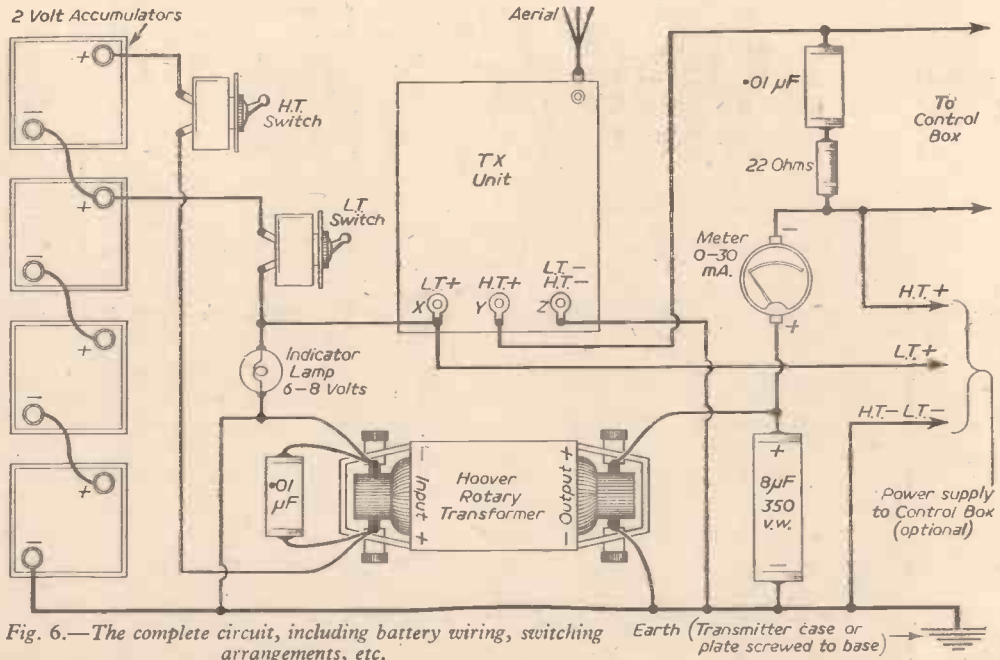 2 Volt Accumulators
+
–
+
–
+
–
+
–
H.T.
Switch
L.T.
Switch
Indicator
Lamp
6–8 Volts
Aerial
TX
Unit
L.T+
X
H.T+
Y
L.T.–
H.T.–
Z
·01 µF
22 Ohms
To
Control
Box
Meter
0–30
mA.
–
+
H.T.+
L.T.+
H.T.– L.T.–
Power supply
to Control Box
(optional)
·01
µF
–
Input
+
Hoover
Rotary
Transformer
+
Output
–
+
8µF
350
v.w.
–
Fig. 6.—The complete circuit, including battery wiring, switching
arrangements, etc.
Earth (Transmitter case or
plate screwed to base)